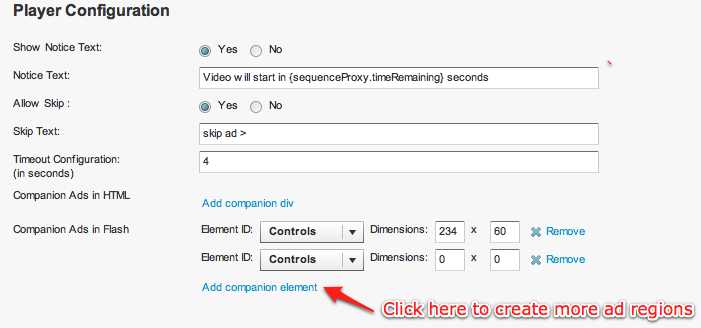 Player Configuration
Show Notice Text: Yes No
Notice Text: Video will start in {sequenceProxy.timeRemaining} seconds
Allow Skip : Yes No
Skip Text: skip ad >
Timeout Configuration: 4
(in seconds)
Companion Ads in HTML Add companion div
Companion Ads in Flash Element ID: Controls Dimensions: 234 x 60 Remove
Element ID: Controls Dimensions: 0 x 0 Remove
Add companion element
Click here to create more ad regions